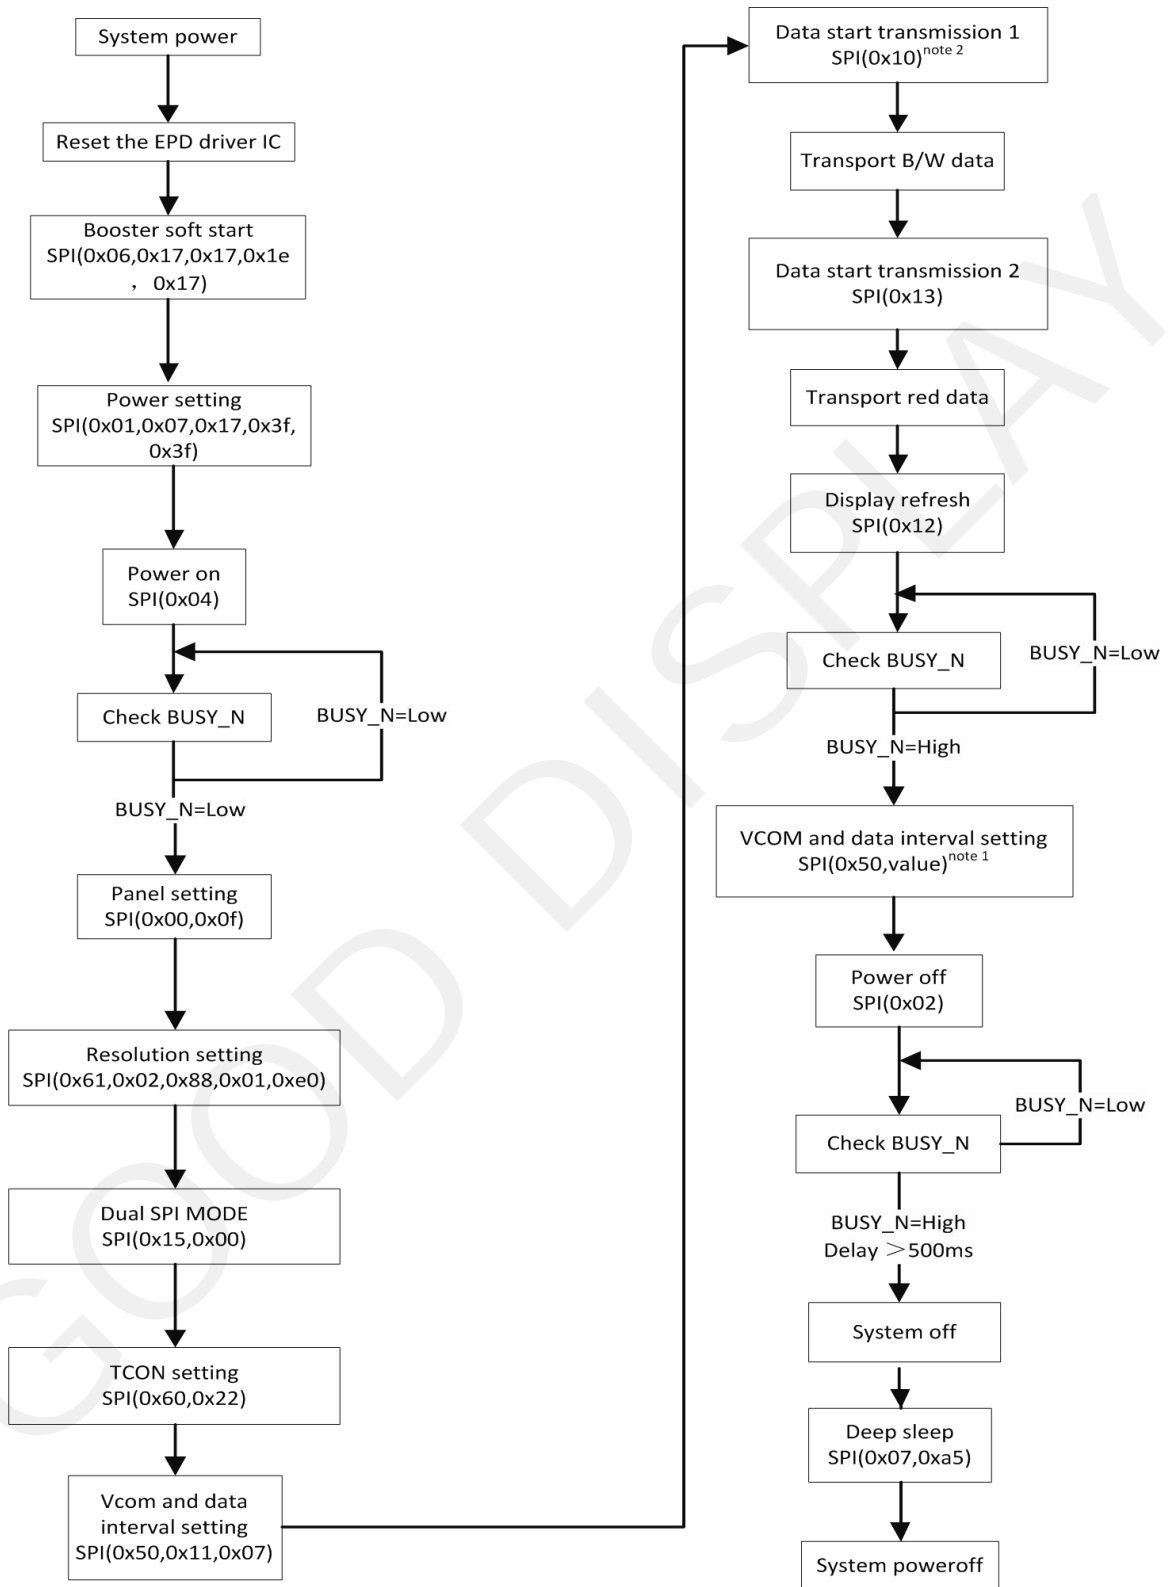 System power
Reset the EPD driver IC
Booster soft start
SPI(0x06,0x17,0x17,0x1e
， 0x17)
Power setting
SPI(0x01,0x07,0x17,0x3f,
0x3f)
Power on
SPI(0x04)
Check BUSY_N
BUSY_N=Low
BUSY_N=Low
Panel setting
SPI(0x00,0x0f)
Resolution setting
SPI(0x61,0x02,0x88,0x01,0xe0)
Dual SPI MODE
SPI(0x15,0x00)
TCON setting
SPI(0x60,0x22)
Vcom and data
interval setting
SPI(0x50,0x11,0x07)
Data start transmission 1
SPI(0x10)note 2
Transport B/W data
Data start transmission 2
SPI(0x13)
Transport red data
Display refresh
SPI(0x12)
Check BUSY_N
BUSY_N=Low
BUSY_N=High
VCOM and data interval setting
SPI(0x50,value)note 1
Power off
SPI(0x02)
Check BUSY_N
BUSY_N=Low
BUSY_N=High
Delay ＞500ms
System off
Deep sleep
SPI(0x07,0xa5)
System poweroff
GOOD DISPLAY